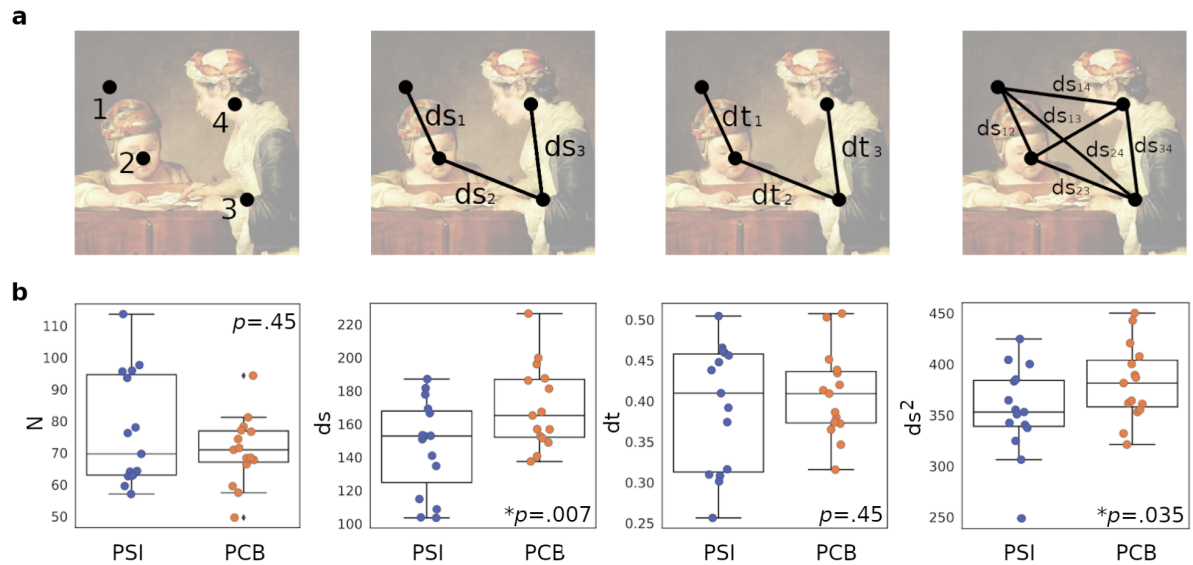 a
1
2
3
4
ds₁
ds₂
ds₃
dt₁
dt₂
dt₃
ds₁₄
ds₁₃
ds₁₂
ds₂₄
ds₃₄
ds₂₃
b
N
110
100
90
80
70
60
50
p=.45
PSI PCB
ds
220
200
180
160
140
120
100
*p=.007
PSI PCB
dt
0.50
0.45
0.40
0.35
0.30
0.25
p=.45
PSI PCB
ds²
450
400
350
300
250
*p=.035
PSI PCB